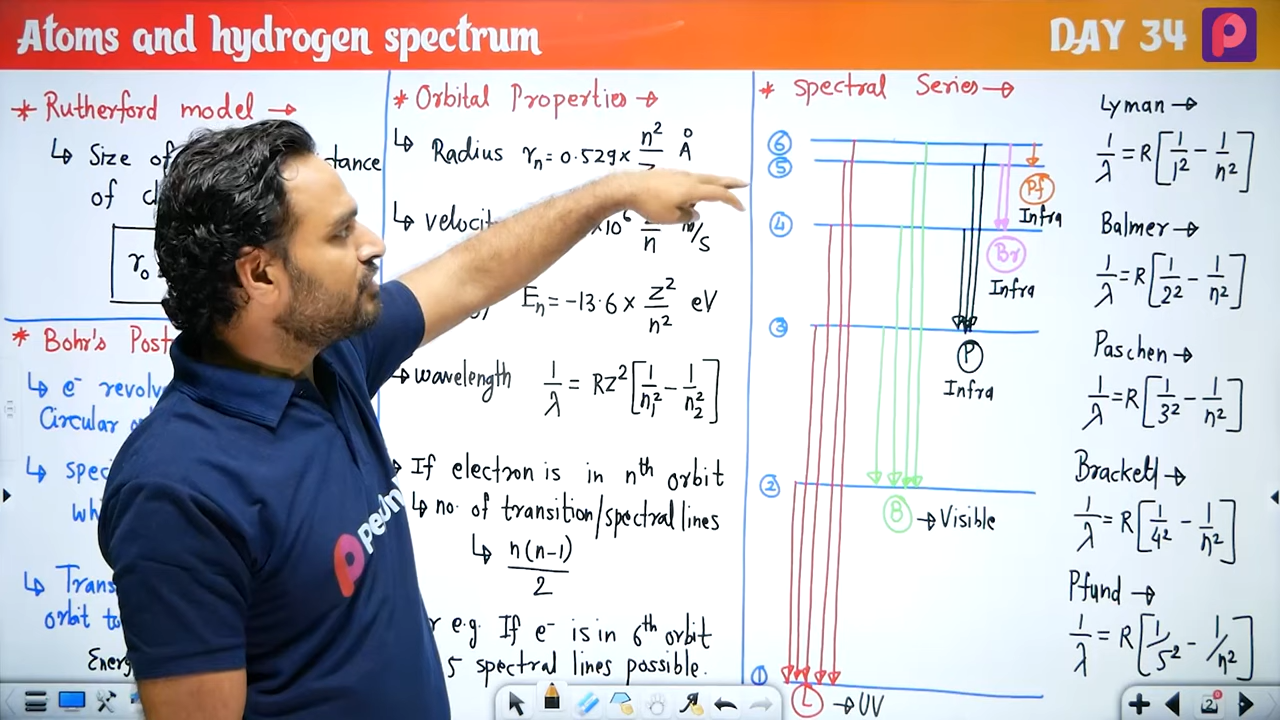 Atoms and hydrogen spectrum
DAY 34
* Rutherford model →
↳ Size of
of
r₀
* Bohr's Post
↳ e⁻ revolv
Circular
↳ speci
wh
↳ Trans
orbit to
Energ
* Orbital Properties →
↳ Radius rₙ = 0.529 × n²/ Å
↳ velocit ×10⁶ /n m/s
Eₙ = -13.6 × Z²/n² eV
→ wavelength 1/λ = RZ² [1/n₁² - 1/n₂²]
If electron is in nᵗʰ orbit
↳ no. of transition/spectral lines
↳ n(n-1)/2
r e.g. If e⁻ is in 6ᵗʰ orbit
5 spectral lines possible.
* Spectral Series →
6
5
4
3
2
1
Pf
Infra
Br
Infra
P
Infra
B → Visible
L → UV
Lyman →
1/λ = R [1/1² - 1/n²]
Balmer →
1/λ = R [1/2² - 1/n²]
Paschen →
1/λ = R [1/3² - 1/n²]
Brackett →
1/λ = R [1/4² - 1/n²]
Pfund →
1/λ = R [1/5² - 1/n²]
2